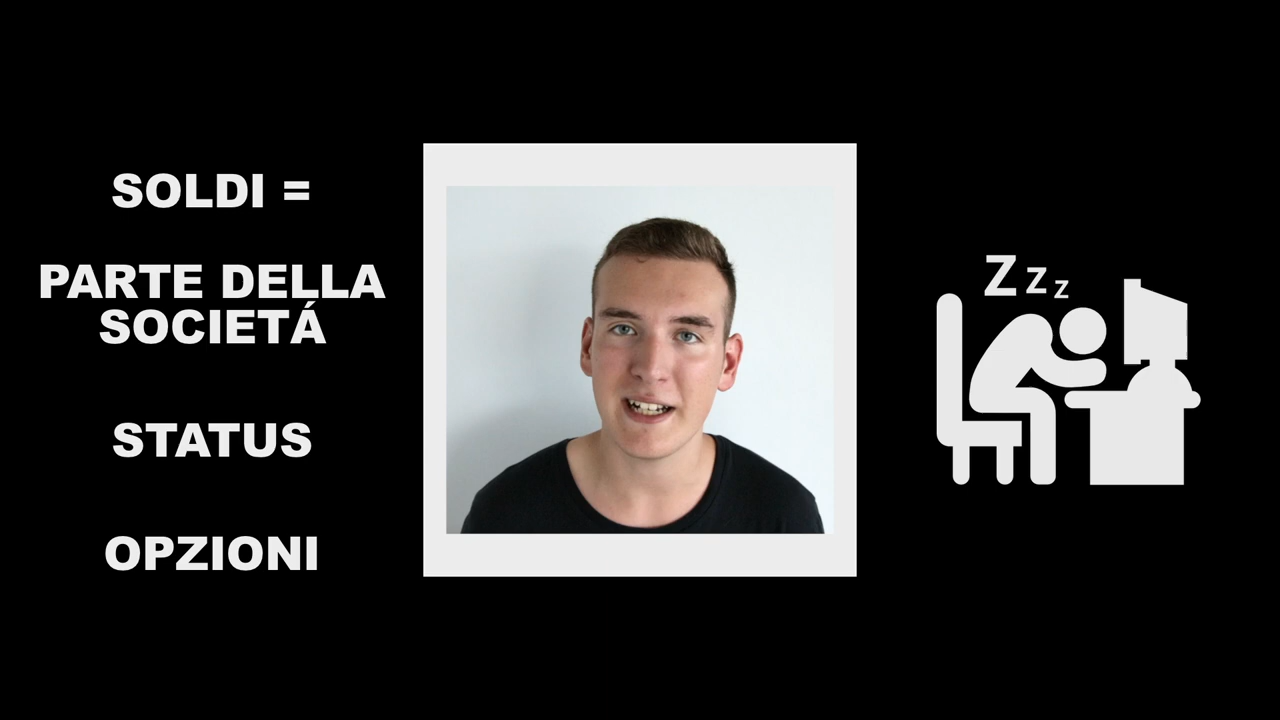 SOLDI =
PARTE DELLA
SOCIETÁ
STATUS
OPZIONI
Z z z